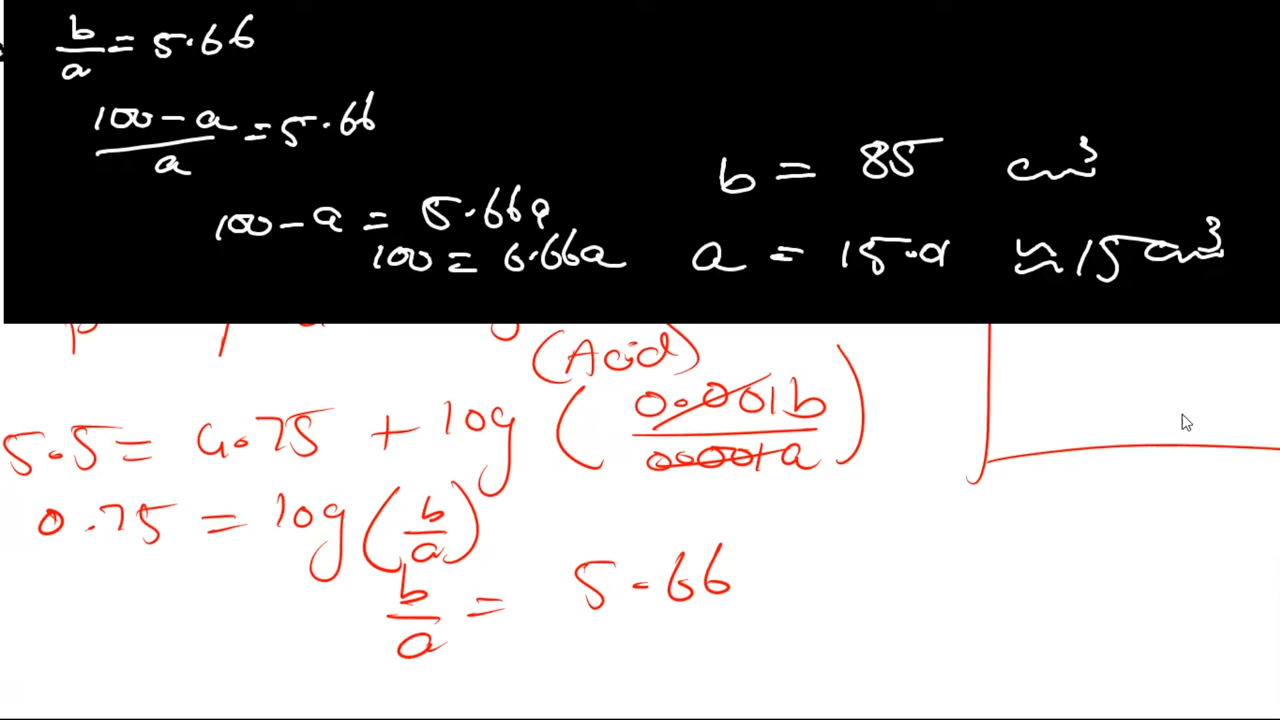 b/a = 5.66
(100 - a)/a = 5.66
100 - a = 5.66a
100 = 6.66a
b = 85 cm³
a = 15.01 ≈ 15 cm³
(Acid)
5.5 = 4.75 + log (0.001b/0.001a)
0.75 = log (b/a)
b/a = 5.66